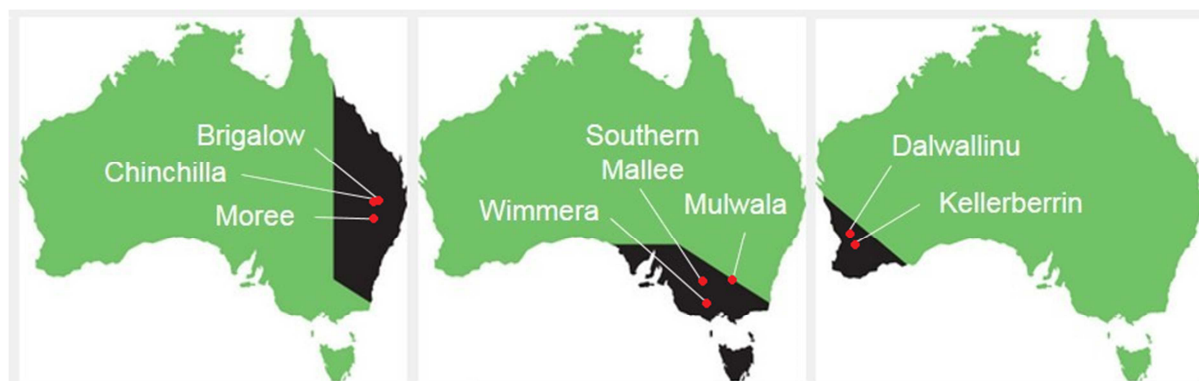 Brigalow
Chinchilla
Moree
Southern
Mallee
Wimmera
Mulwala
Dalwallinu
Kellerberrin